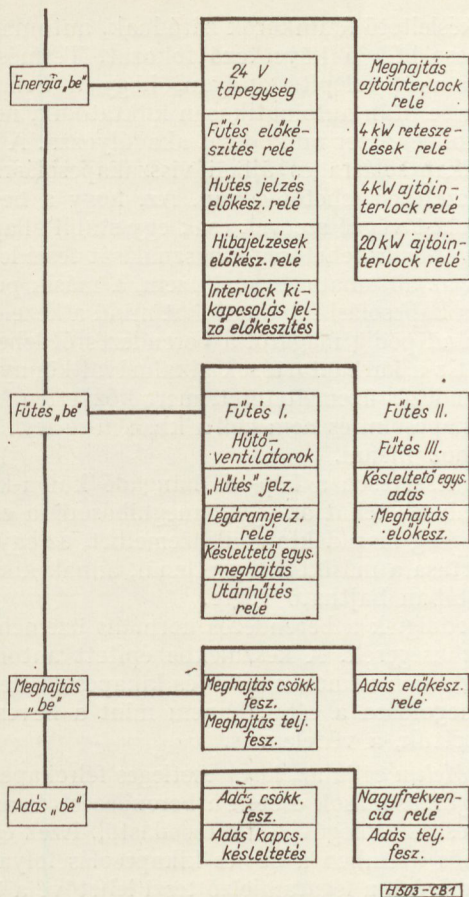 Energia „be"
24 V
tápegység
Fűtés előké-
szítés relé
Hűtés jelzés
előkész. relé
Hibajelzések
előkész. relé
Interlock ki-
kapcsolás jel-
ző előkészítés
Meghajtás
ajtóinterlock
relé
4 kW retesze-
lések relé
4 kW ajtóin-
terlock relé
20 kW ajtóin-
terlock relé
Fűtés „be"
Fűtés I.
Hűtő-
ventilátorok
„Hűtés" jelz.
Légáramjelz.
relé
Késleltető egys.
meghajtás
Utánhűtés
relé
Fűtés II.
Fűtés III.
Késleltető egys.
adás
Meghajtás
előkész.
Meghajtás
„be"
Meghajtás csökk.
fesz.
Meghajtás telj.
fesz.
Adás előkész.
relé
Adás „be"
Adás csökk.
fesz.
Adás kapcs.
késleltetés
Nagyfrekven-
cia relé
Adás telj.
fesz.
H503-CB1